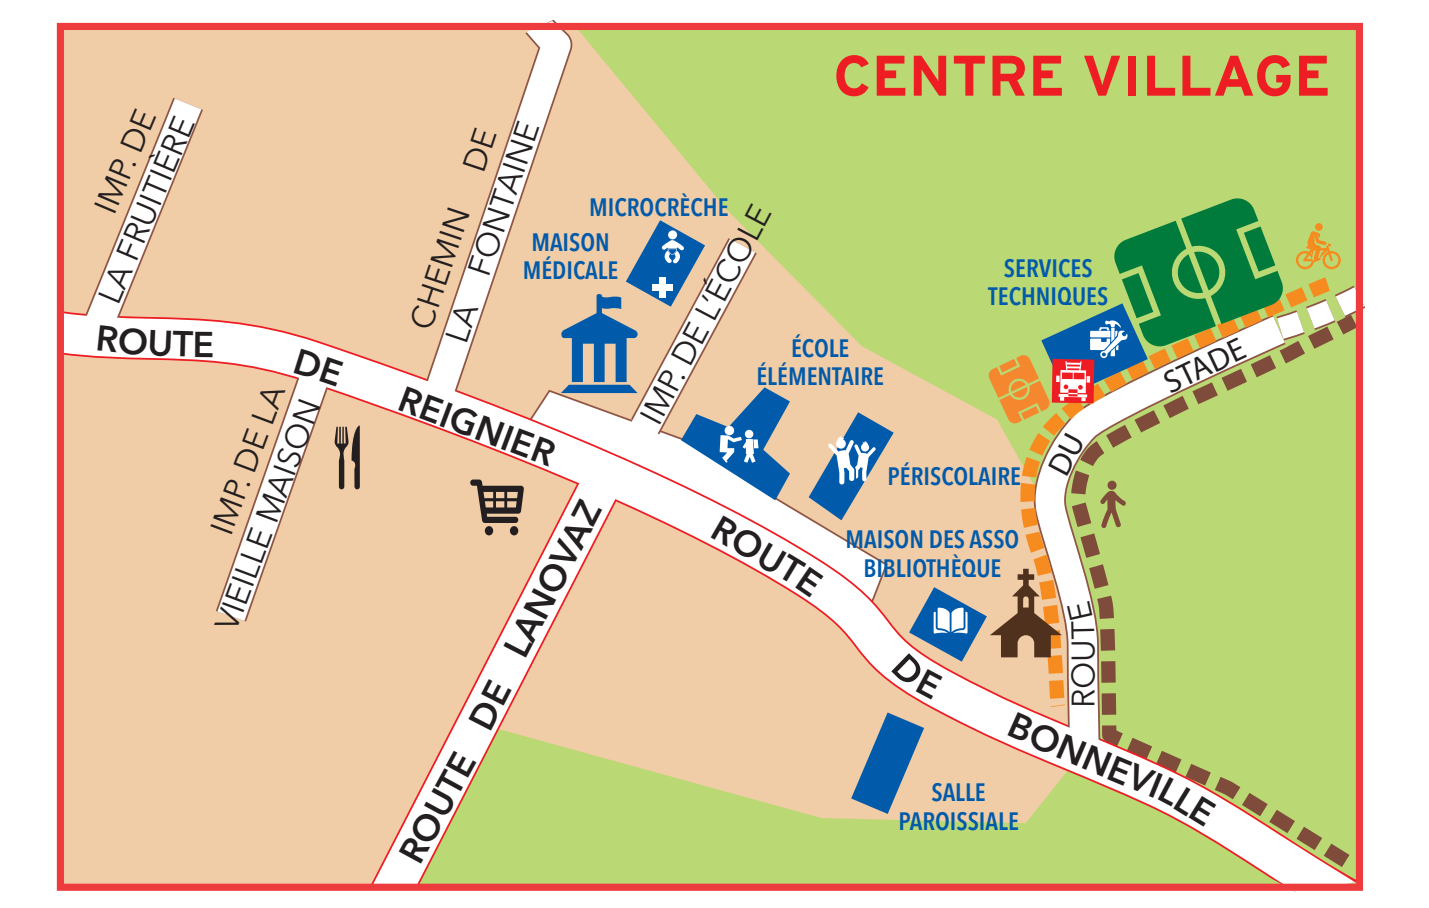 CENTRE VILLAGE
IMP. DE
LA FRUITIÈRE
CHEMIN DE
LA FONTAINE
MICROCRÈCHE
MAISON
MÉDICALE
IMP. DE L'ÉCOLE
SERVICES
TECHNIQUES
ROUTE DE REIGNIER
ÉCOLE
ÉLÉMENTAIRE
IMP. DE LA
VIEILLE MAISON
PÉRISCOLAIRE
ROUTE DU STADE
MAISON DES ASSO
BIBLIOTHÈQUE
ROUTE DE LANOVAZ
ROUTE DE BONNEVILLE
SALLE
PAROISSIALE